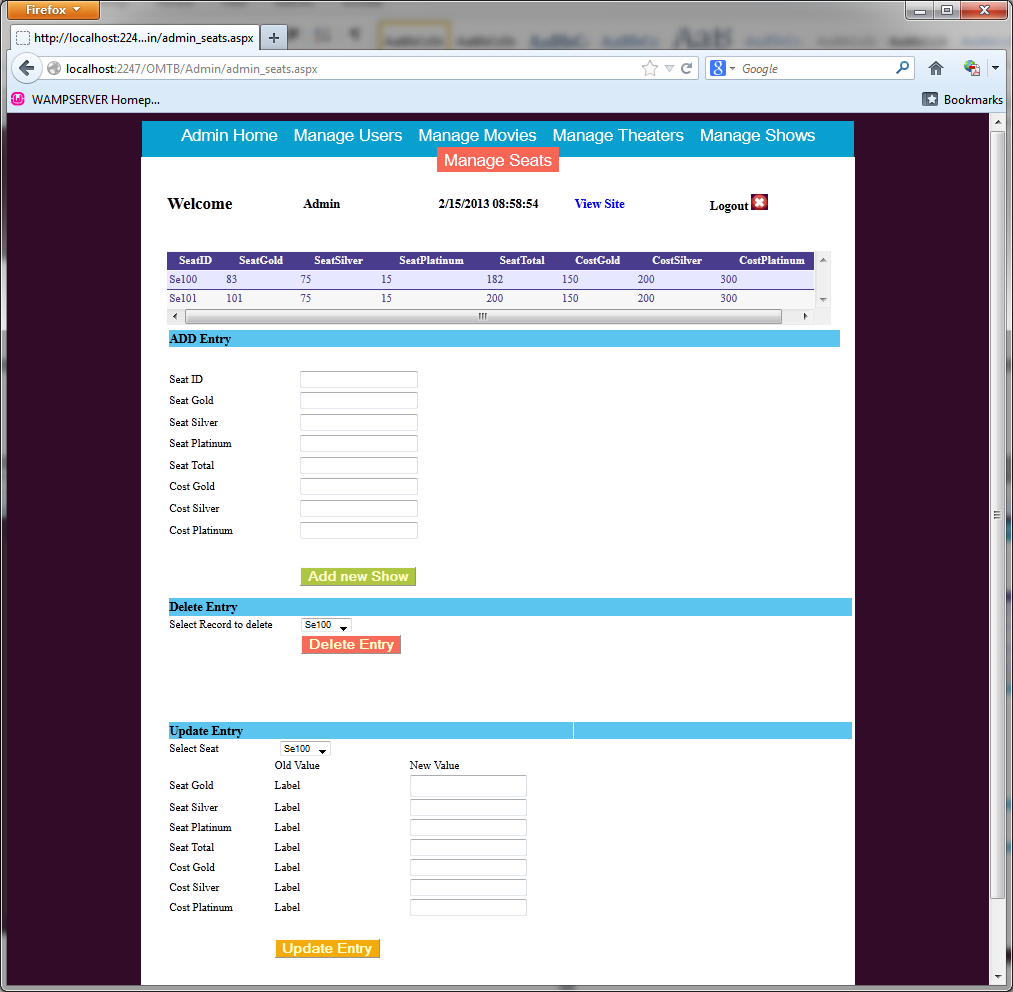 Firefox
http://localhost:224...in/admin_seats.aspx
localhost:2247/OMTB/Admin/admin_seats.aspx
Google
WAMPSERVER Homep...
Bookmarks
Admin Home Manage Users Manage Movies Manage Theaters Manage Shows
Manage Seats
Welcome Admin 2/15/2013 08:58:54 View Site Logout
SeatID SeatGold SeatSilver SeatPlatinum SeatTotal CostGold CostSilver CostPlatinum
Se100 83 75 15 182 150 200 300
Se101 101 75 15 200 150 200 300
ADD Entry
Seat ID
Seat Gold
Seat Silver
Seat Platinum
Seat Total
Cost Gold
Cost Silver
Cost Platinum
Add new Show
Delete Entry
Select Record to delete Se100
Delete Entry
Update Entry
Select Seat Se100
Old Value New Value
Seat Gold Label
Seat Silver Label
Seat Platinum Label
Seat Total Label
Cost Gold Label
Cost Silver Label
Cost Platinum Label
Update Entry